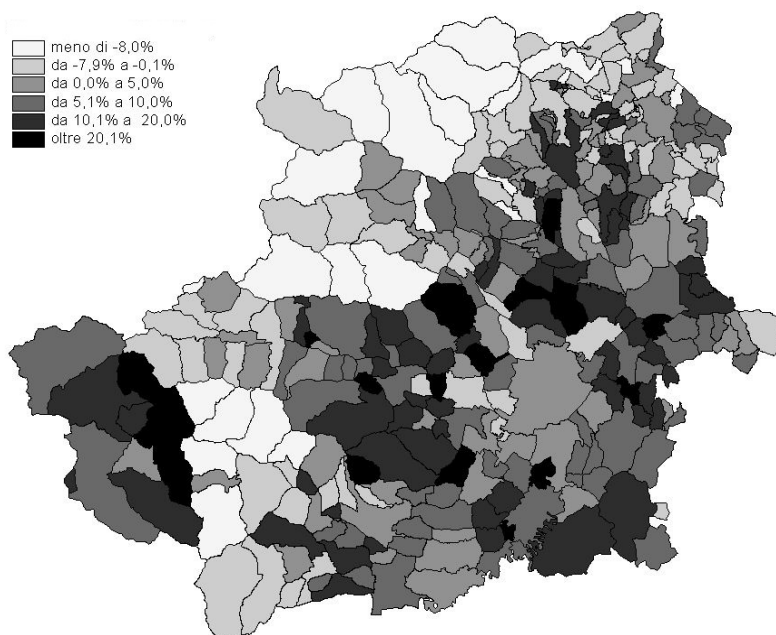 meno di -8,0%
da -7,9% a -0,1%
da 0,0% a 5,0%
da 5,1% a 10,0%
da 10,1% a 20,0%
oltre 20,1%